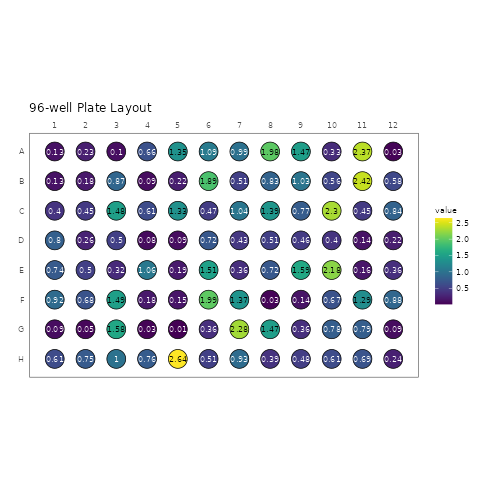 96-well Plate Layout
1 2 3 4 5 6 7 8 9 10 11 12
A 0.13 0.23 0.1 0.66 1.35 1.09 0.99 1.98 1.47 0.33 2.37 0.03
B 0.13 0.18 0.87 0.09 0.22 1.89 0.51 0.83 1.03 0.56 2.42 0.58
C 0.4 0.45 1.48 0.61 1.33 0.47 1.04 1.39 0.77 2.3 0.45 0.84
D 0.8 0.26 0.5 0.08 0.09 0.72 0.43 0.51 0.46 0.4 0.14 0.22
E 0.74 0.5 0.32 1.06 0.19 1.51 0.36 0.72 1.59 2.18 0.16 0.36
F 0.92 0.68 1.49 0.18 0.15 1.99 1.37 0.03 0.14 0.67 1.29 0.88
G 0.09 0.05 1.58 0.03 0.01 0.36 2.28 1.47 0.36 0.78 0.79 0.09
H 0.61 0.75 1 0.76 2.64 0.51 0.93 0.39 0.48 0.61 0.69 0.24
value
2.5
2.0
1.5
1.0
0.5